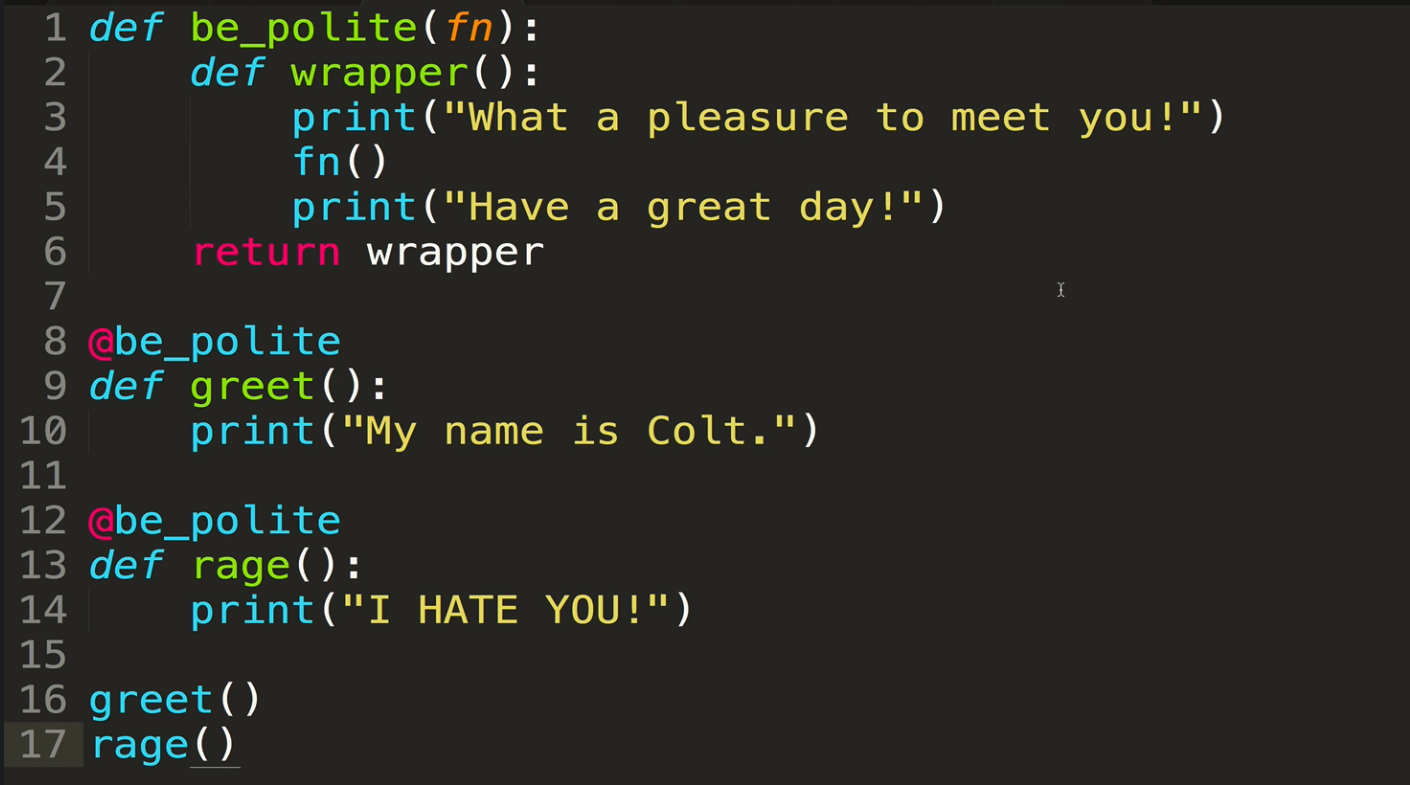 1 def be_polite(fn):
2     def wrapper():
3         print("What a pleasure to meet you!")
4         fn()
5         print("Have a great day!")
6     return wrapper
7
8 @be_polite
9 def greet():
10     print("My name is Colt.")
11
12 @be_polite
13 def rage():
14     print("I HATE YOU!")
15
16 greet()
17 rage()